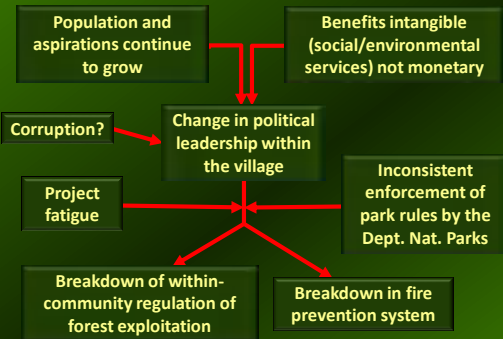 Population and
aspirations continue
to grow
Benefits intangible
(social/environmental
services) not monetary
Corruption?
Change in political
leadership within
the village
Project
fatigue
Inconsistent
enforcement of
park rules by the
Dept. Nat. Parks
Breakdown of within-
community regulation of
forest exploitation
Breakdown in fire
prevention system